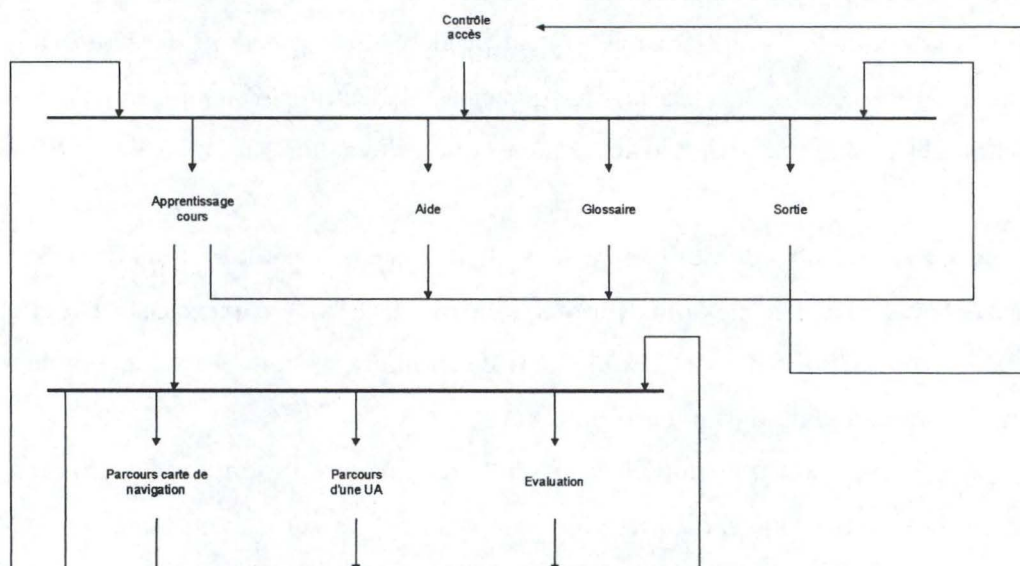 Contrôle
accès
Apprentissage
cours
Aide
Glossaire
Sortie
Parcours carte de
navigation
Parcours
d'une UA
Evaluation